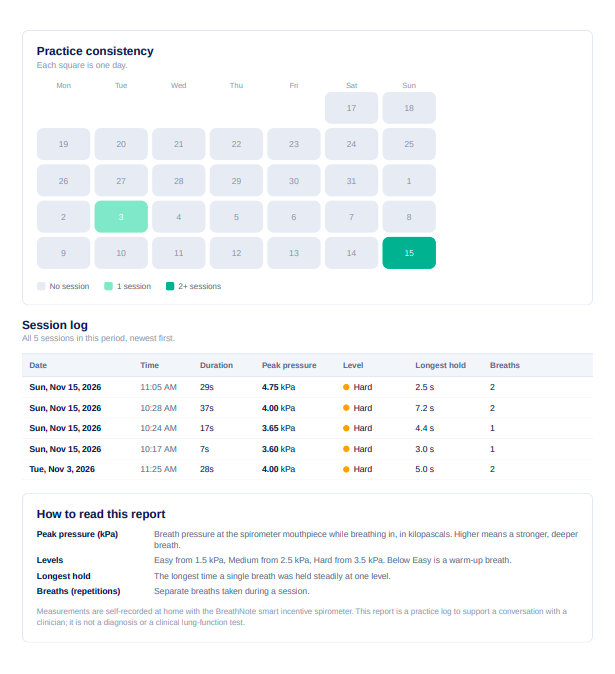 Practice consistency
Each square is one day.
Mon Tue Wed Thu Fri Sat Sun
17 18
19 20 21 22 23 24 25
26 27 28 29 30 31 1
2 3 4 5 6 7 8
9 10 11 12 13 14 15
No session 1 session 2+ sessions
Session log
All 5 sessions in this period, newest first.
Date Time Duration Peak pressure Level Longest hold Breaths
Sun, Nov 15, 2026 11:05 AM 29s 4.75 kPa Hard 2.5 s 2
Sun, Nov 15, 2026 10:28 AM 37s 4.00 kPa Hard 7.2 s 2
Sun, Nov 15, 2026 10:24 AM 17s 3.65 kPa Hard 4.4 s 1
Sun, Nov 15, 2026 10:17 AM 7s 3.60 kPa Hard 3.0 s 1
Tue, Nov 3, 2026 11:25 AM 28s 4.00 kPa Hard 5.0 s 2
How to read this report
Peak pressure (kPa) Breath pressure at the spirometer mouthpiece while breathing in, in kilopascals. Higher means a stronger, deeper
breath.
Levels Easy from 1.5 kPa, Medium from 2.5 kPa, Hard from 3.5 kPa. Below Easy is a warm-up breath.
Longest hold The longest time a single breath was held steadily at one level.
Breaths (repetitions) Separate breaths taken during a session.
Measurements are self-recorded at home with the BreathNote smart incentive spirometer. This report is a practice log to support a conversation with a
clinician; it is not a diagnosis or a clinical lung-function test.